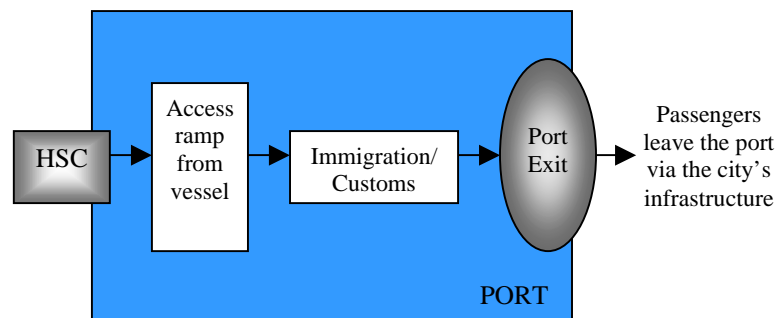 HSC
Access
ramp
from
vessel
Immigration/
Customs
Port
Exit
Passengers
leave the port
via the city's
infrastructure
PORT